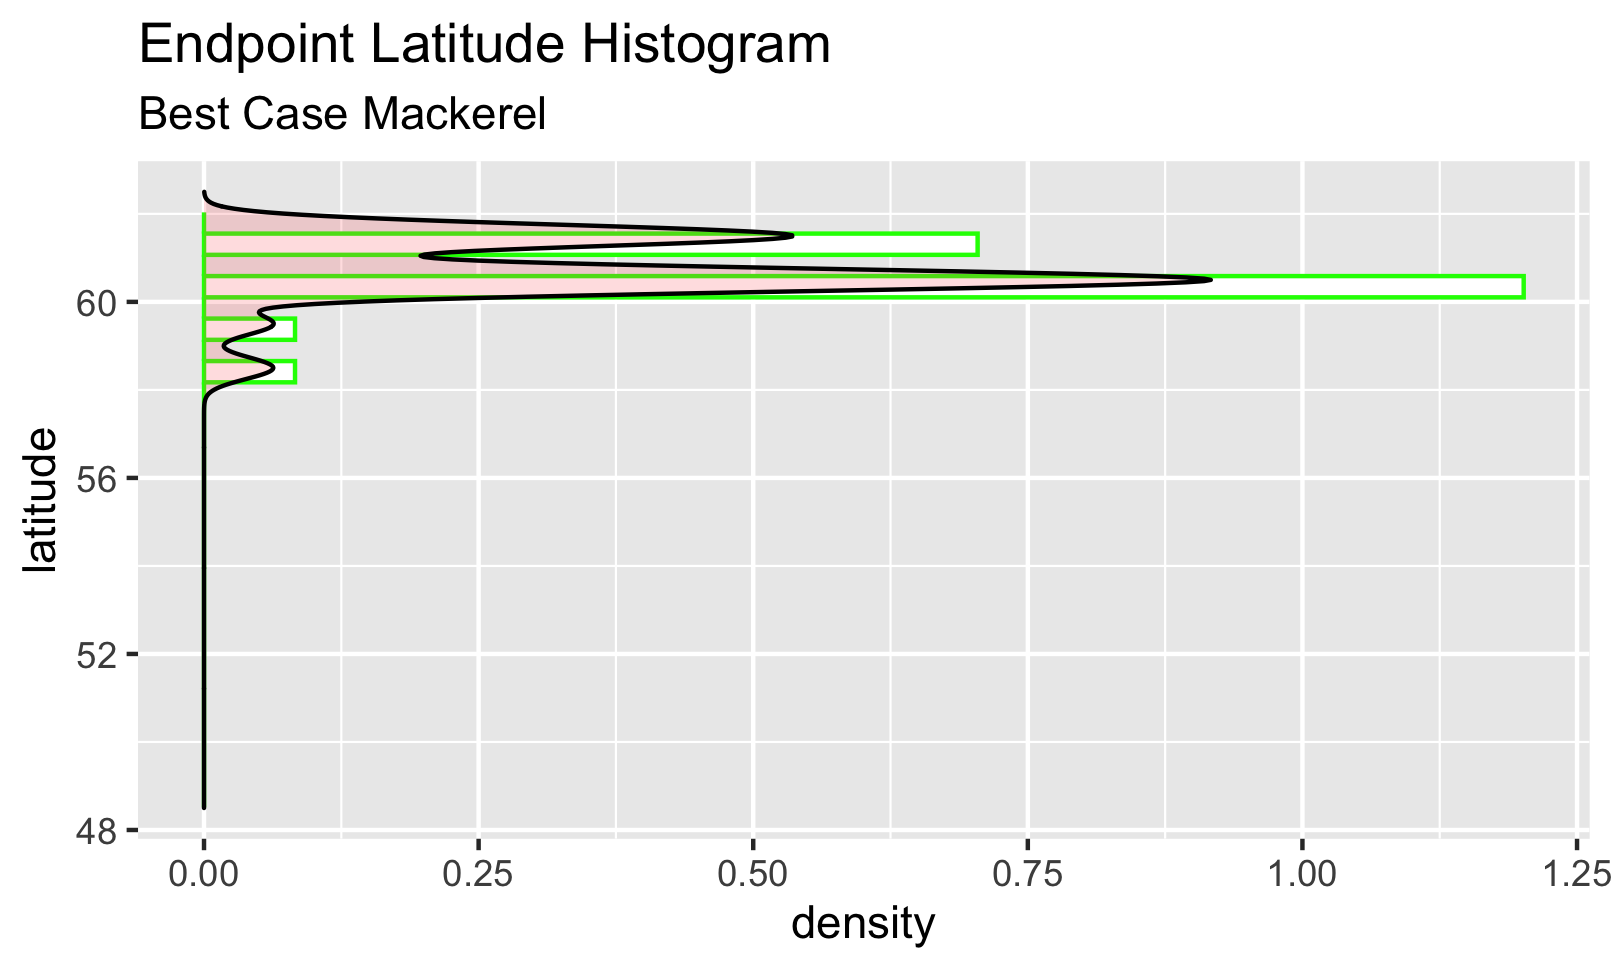 Endpoint Latitude Histogram
Best Case Mackerel
60
56
52
48
latitude
0.00 0.25 0.50 0.75 1.00 1.25
density